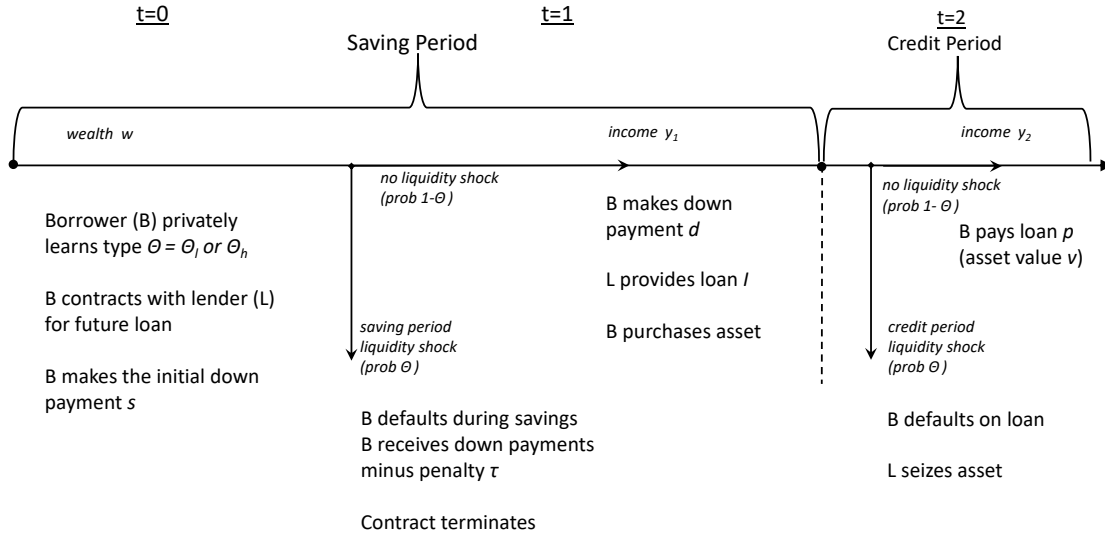 t=0
t=1
t=2
Saving Period
Credit Period
wealth w
income y₁
income y₂
no liquidity shock
(prob 1-Θ )
no liquidity shock
(prob 1- Θ )
Borrower (B) privately
learns type Θ = Θₗ or Θₕ
B contracts with lender (L)
for future loan
B makes the initial down
payment s
B makes down
payment d
L provides loan I
B purchases asset
B pays loan p
(asset value v)
saving period
liquidity shock
(prob Θ )
credit period
liquidity shock
(prob Θ )
B defaults during savings
B receives down payments
minus penalty τ
Contract terminates
B defaults on loan
L seizes asset